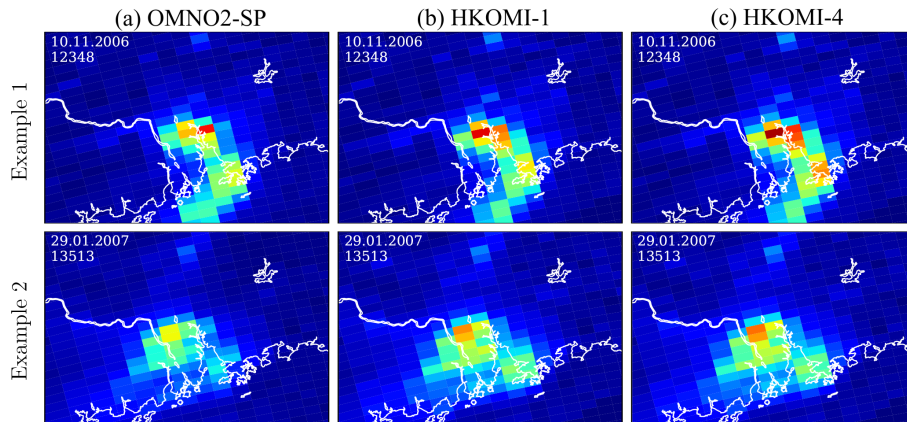 (a) OMNO2-SP
(b) HKOMI-1
(c) HKOMI-4
Example 1
10.11.2006
12348
10.11.2006
12348
10.11.2006
12348
Example 2
29.01.2007
13513
29.01.2007
13513
29.01.2007
13513